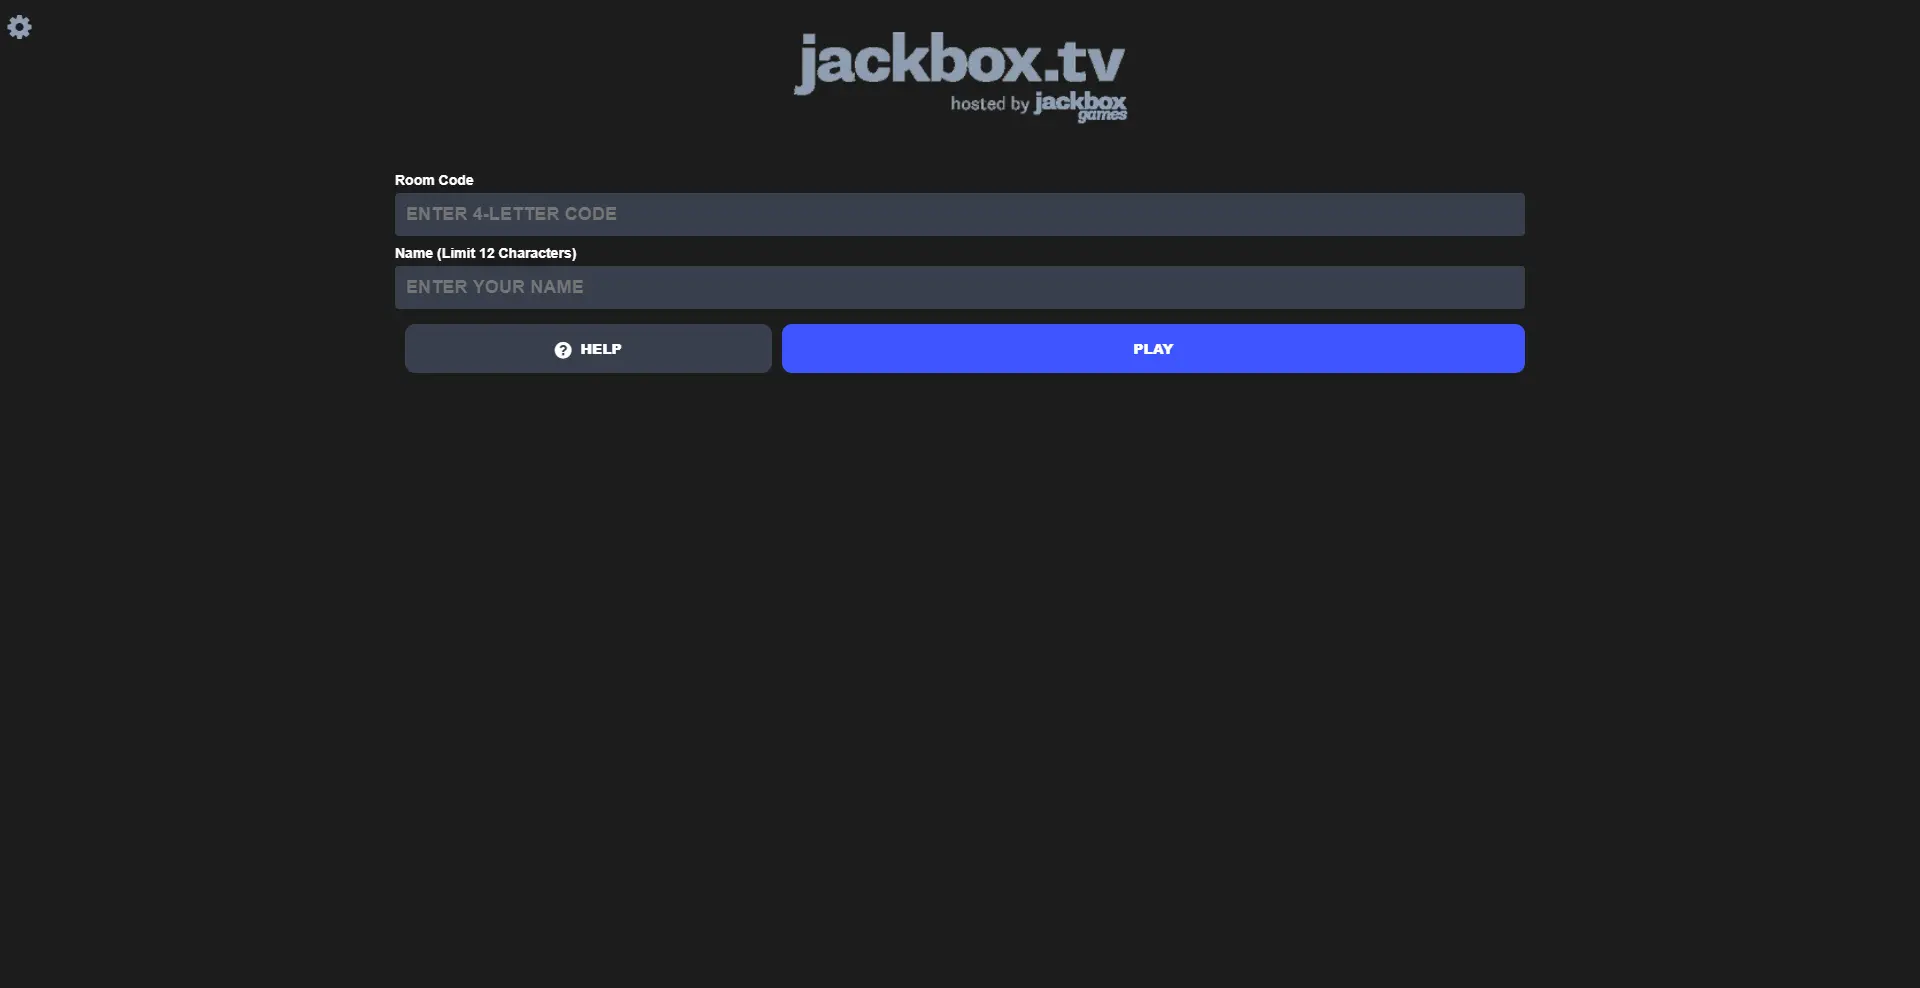 jackbox.tv
hosted by jackbox games
Room Code
ENTER 4-LETTER CODE
Name (Limit 12 Characters)
ENTER YOUR NAME
? HELP
PLAY